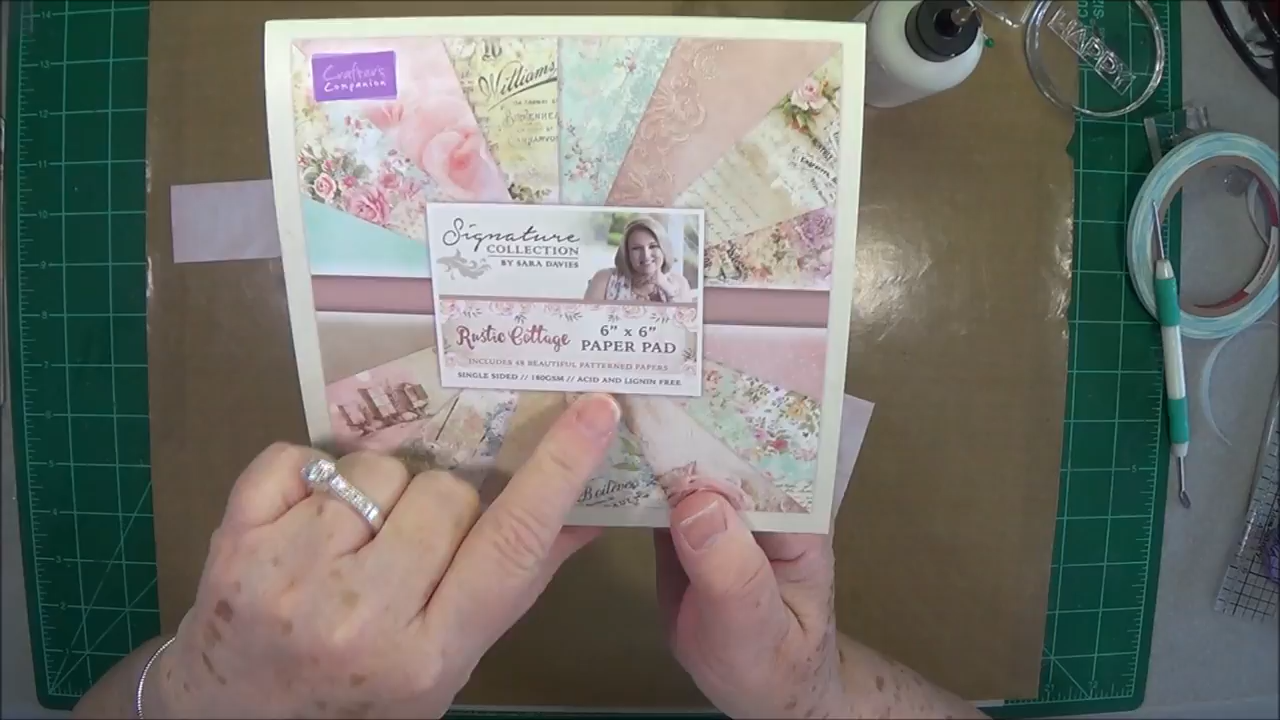 Crafter's
Companion
Williams
Signature
COLLECTION
BY SARA DAVIES
Rustic Cottage
6" x 6"
PAPER PAD
INCLUDES 48 BEAUTIFUL PATTERNED PAPERS
SINGLE SIDED // 180GSM // ACID AND LIGNIN FREE